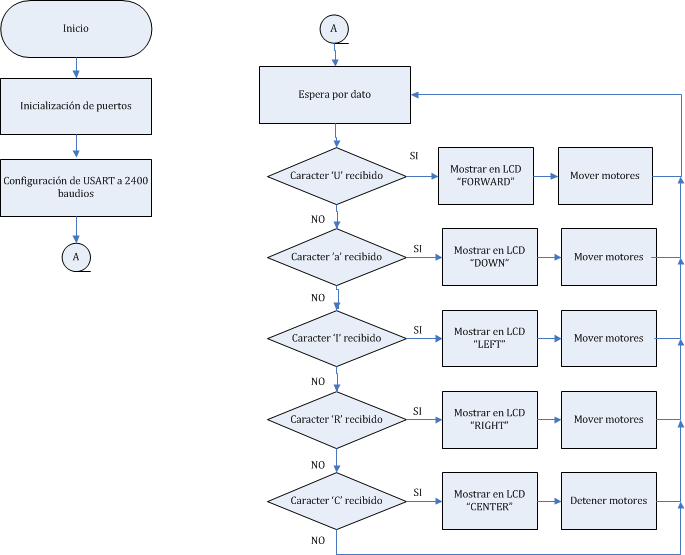 Inicio
Inicialización de puertos
Configuración de USART a 2400
baudios
A
A
Espera por dato
Caracter ‘U’ recibido
SI
Mostrar en LCD
“FORWARD”
Mover motores
NO
Caracter ‘a’ recibido
SI
Mostrar en LCD
“DOWN”
Mover motores
NO
Caracter ‘I’ recibido
SI
Mostrar en LCD
“LEFT”
Mover motores
NO
Caracter ‘R’ recibido
SI
Mostrar en LCD
“RIGHT”
Mover motores
NO
Caracter ‘C’ recibido
SI
Mostrar en LCD
“CENTER”
Detener motores
NO